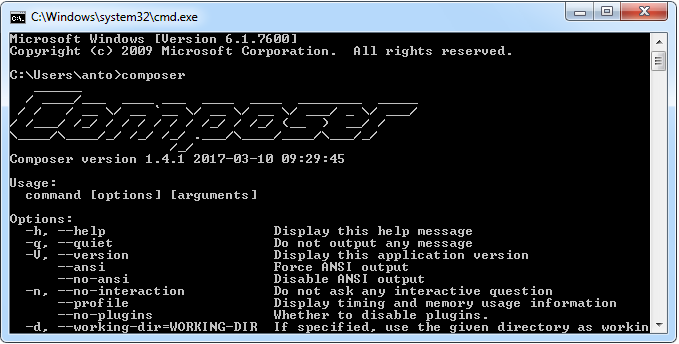 C:\Windows\system32\cmd.exe
Microsoft Windows [Version 6.1.7600]
Copyright (c) 2009 Microsoft Corporation.  All rights reserved.
C:\Users\anto>composer
Composer
Composer version 1.4.1 2017-03-10 09:29:45
Usage:
  command [options] [arguments]
Options:
  -h, --help                     Display this help message
  -q, --quiet                    Do not output any message
  -V, --version                  Display this application version
      --ansi                     Force ANSI output
      --no-ansi                  Disable ANSI output
  -n, --no-interaction           Do not ask any interactive question
      --profile                  Display timing and memory usage information
      --no-plugins               Whether to disable plugins.
  -d, --working-dir=WORKING-DIR  If specified, use the given directory as workin